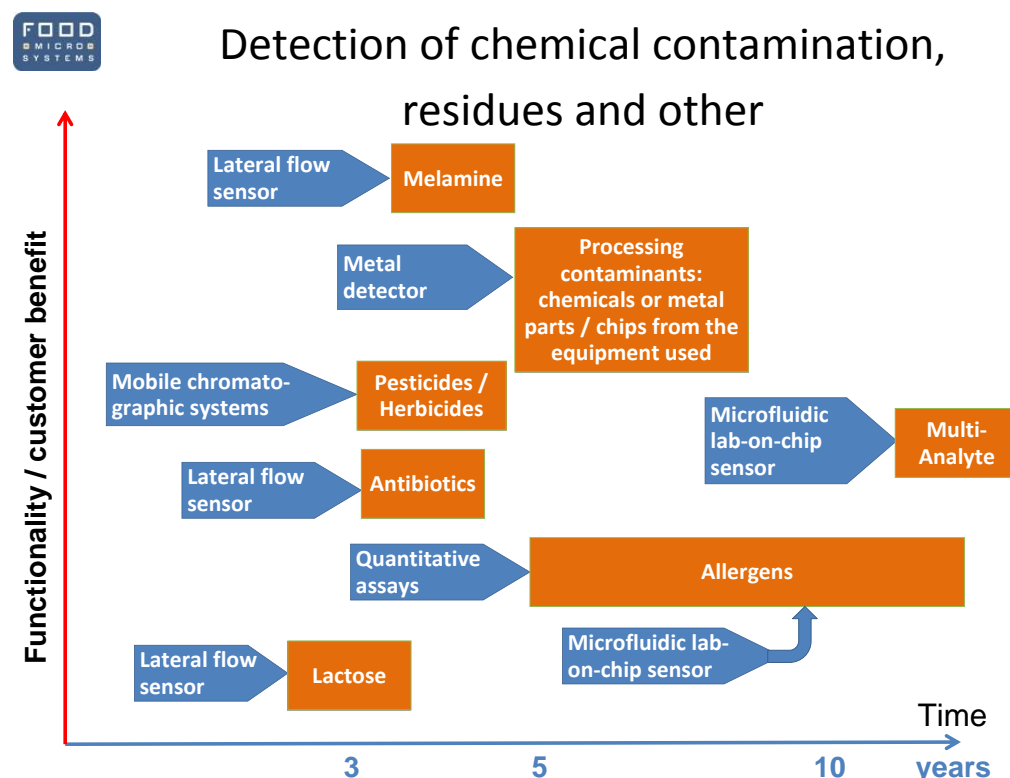 FOOD
MICRO
SYSTEMS
Detection of chemical contamination,
residues and other
Functionality / customer benefit
Lateral flow
sensor
Melamine
Metal
detector
Processing
contaminants:
chemicals or metal
parts / chips from the
equipment used
Mobile chromato-
graphic systems
Pesticides /
Herbicides
Microfluidic
lab-on-chip
sensor
Multi-
Analyte
Lateral flow
sensor
Antibiotics
Quantitative
assays
Allergens
Microfluidic lab-
on-chip sensor
Lateral flow
sensor
Lactose
Time
3 5 10 years